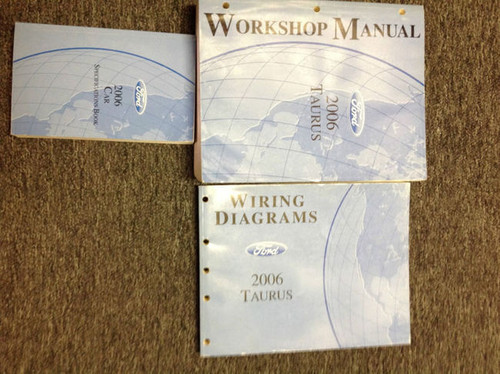 WORKSHOP MANUAL
Ford
2006
TAURUS
Ford
2006
CAR
SPECIFICATIONS BOOK
WIRING
DIAGRAMS
Ford
2006
TAURUS